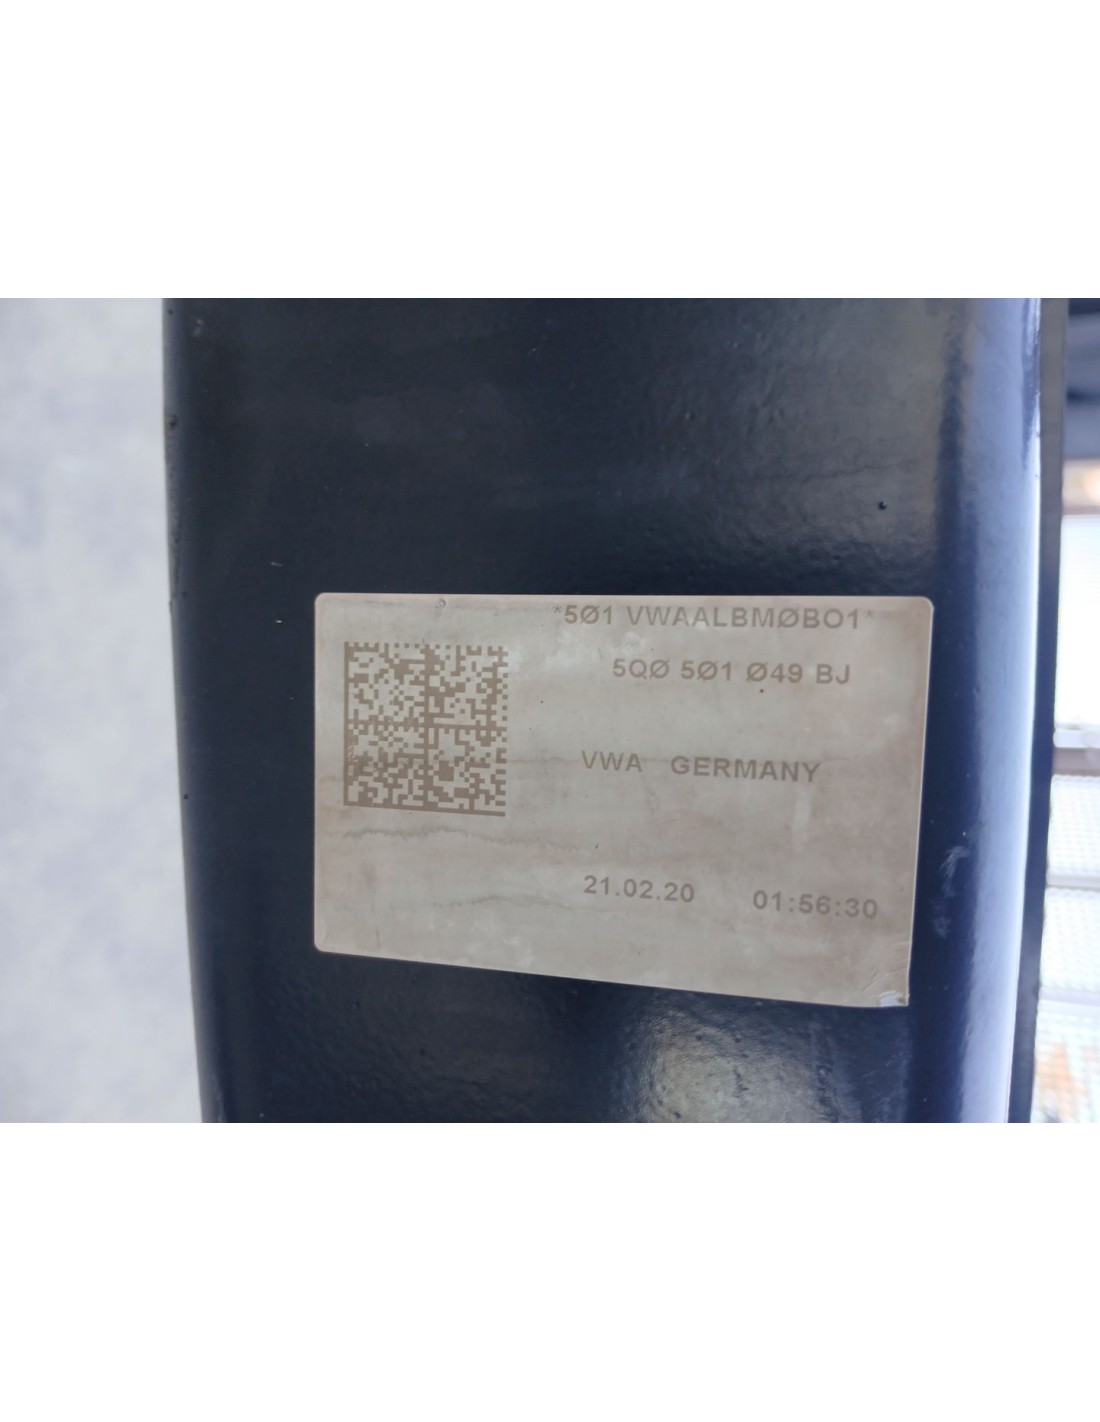 *5Ø1 VWAALBMØBO1*
5QØ 5Ø1 Ø49 BJ
VWA GERMANY
21.02.20 01:56:30